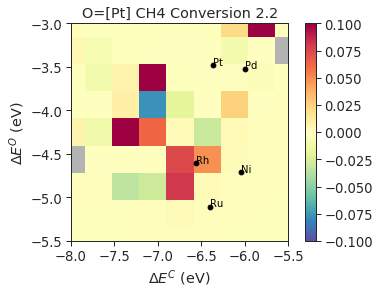 O=[Pt] CH4 Conversion 2.2
−3.0
−3.5
−4.0
−4.5
−5.0
−5.5
ΔE^O (eV)
Pt
Pd
Rh
Ni
Ru
−8.0 −7.5 −7.0 −6.5 −6.0 −5.5
ΔE^C (eV)
0.100
0.075
0.050
0.025
0.000
−0.025
−0.050
−0.075
−0.100